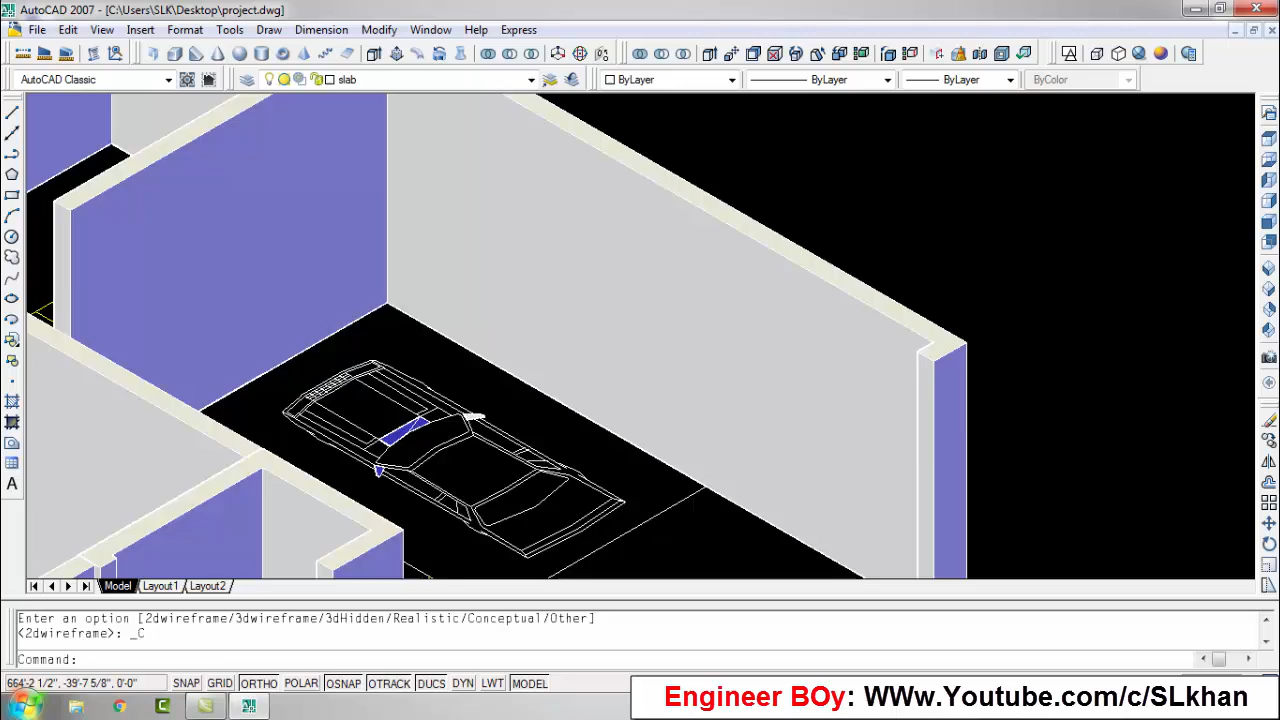 AutoCAD 2007 - [C:\Users\SLK\Desktop\project.dwg]
File Edit View Insert Format Tools Draw Dimension Modify Window Help Express
AutoCAD Classic slab ByLayer ByLayer ByLayer ByColor
A
Model Layout1 Layout2
Enter an option [2dwireframe/3dwireframe/3dHidden/Realistic/Conceptual/Other]
<2dwireframe>: _C
Command:
664'-2 1/2", -39'-7 5/8", 0'-0" SNAP GRID ORTHO POLAR OSNAP OTRACK DUCS DYN LWT MODEL
Engineer BOy: WWw.Youtube.com/c/SLkhan